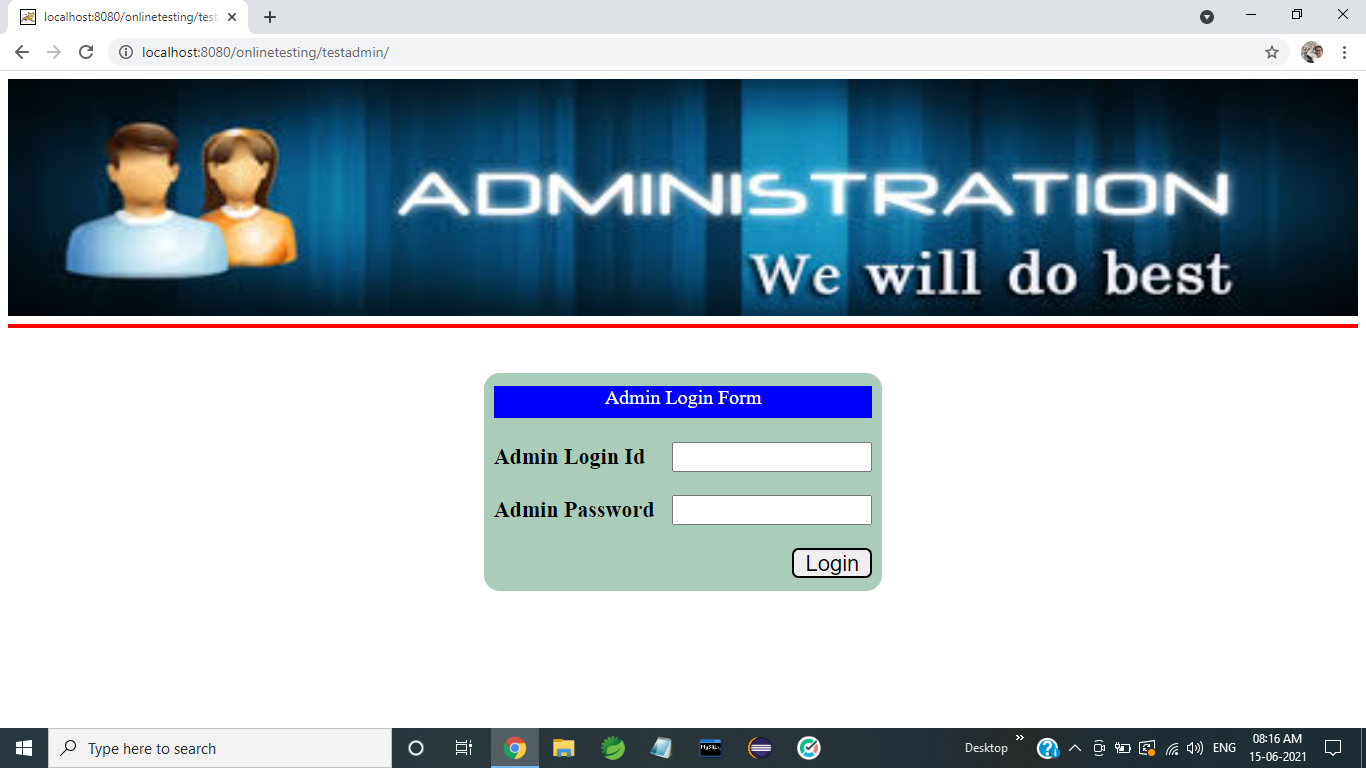 localhost:8080/onlinetesting/test
localhost:8080/onlinetesting/testadmin/
ADMINISTRATION
We will do best
Admin Login Form
Admin Login Id
Admin Password
Login
Type here to search
MySQL
Desktop
ENG
08:16 AM
15-06-2021